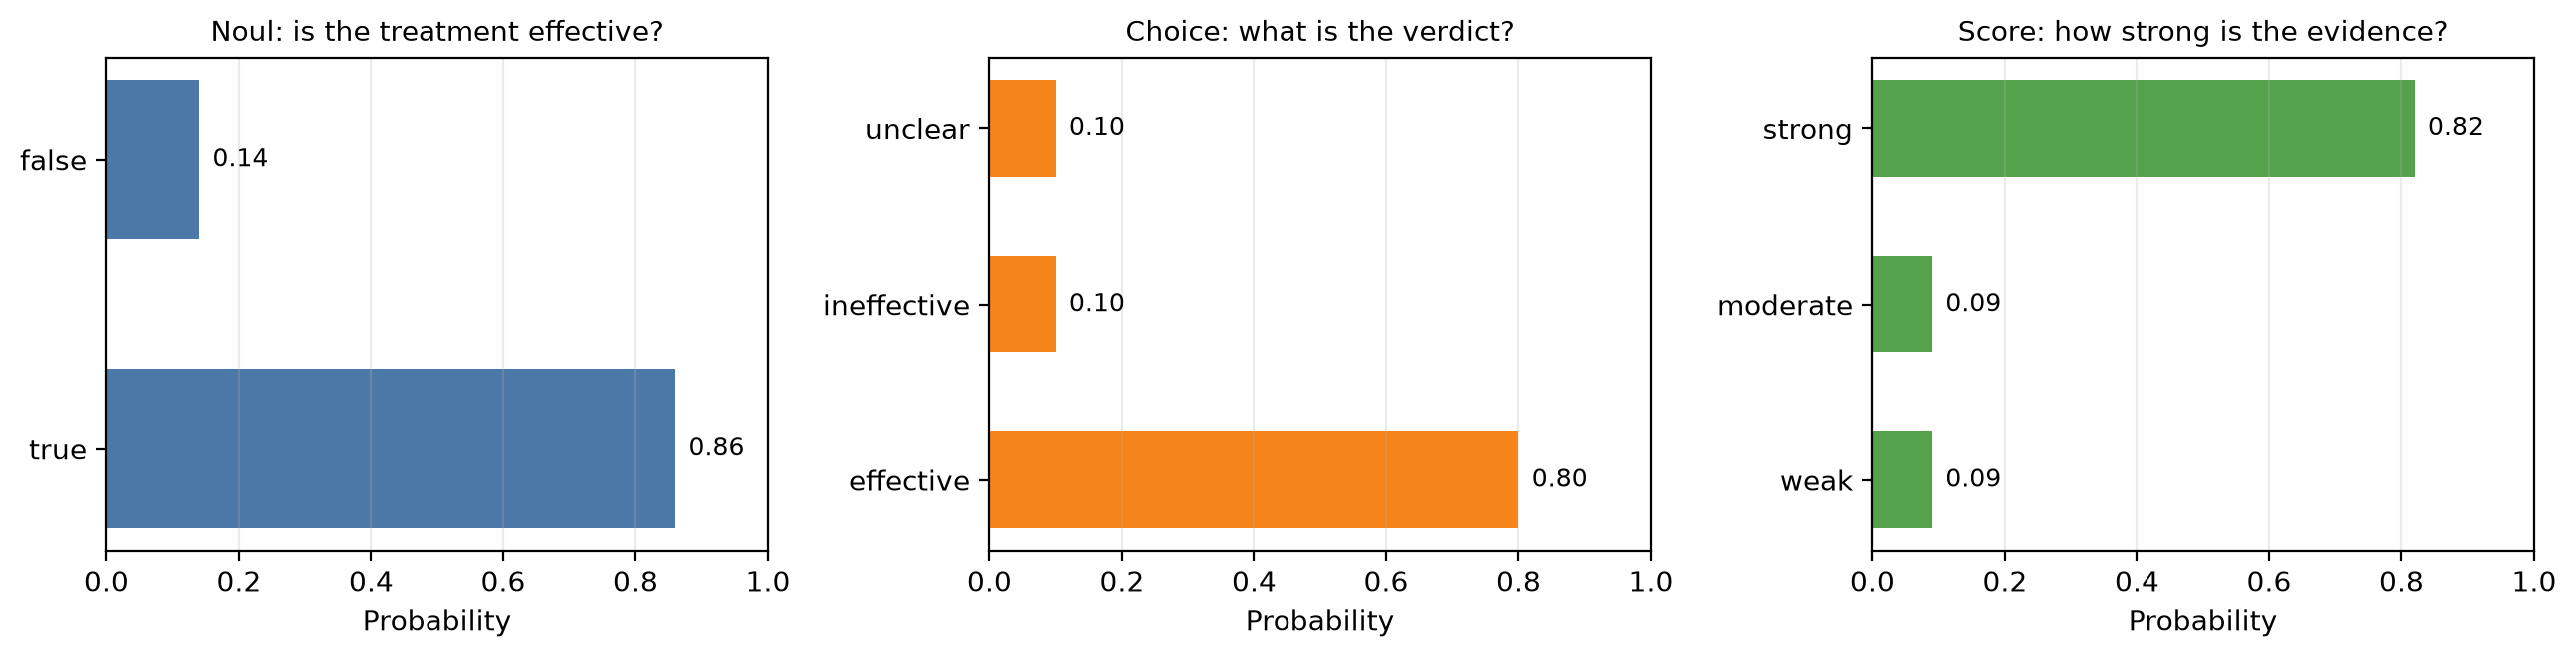 Noul: is the treatment effective?
false
0.14
true
0.86
0.0 0.2 0.4 0.6 0.8 1.0
Probability
Choice: what is the verdict?
unclear
0.10
ineffective
0.10
effective
0.80
0.0 0.2 0.4 0.6 0.8 1.0
Probability
Score: how strong is the evidence?
strong
0.82
moderate
0.09
weak
0.09
0.0 0.2 0.4 0.6 0.8 1.0
Probability